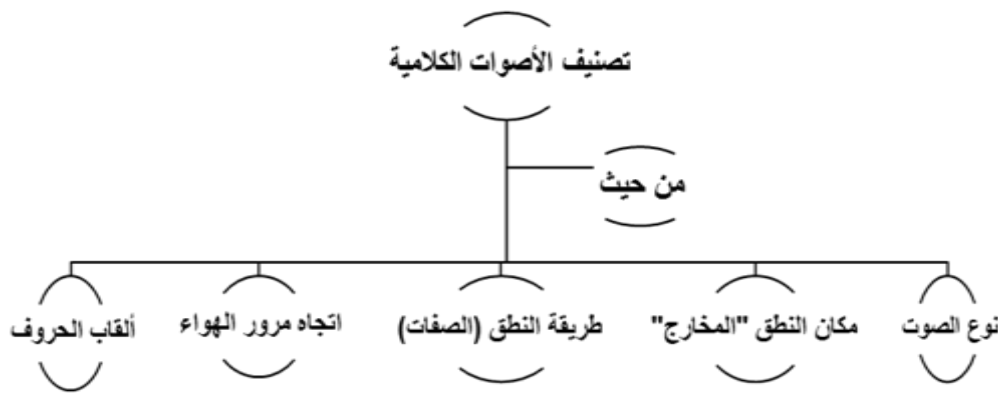 تصنيف الأصوات الكلامية
من حيث
نوع الصوت
مكان النطق "المخارج"
طريقة النطق (الصفات)
اتجاه مرور الهواء
ألقاب الحروف